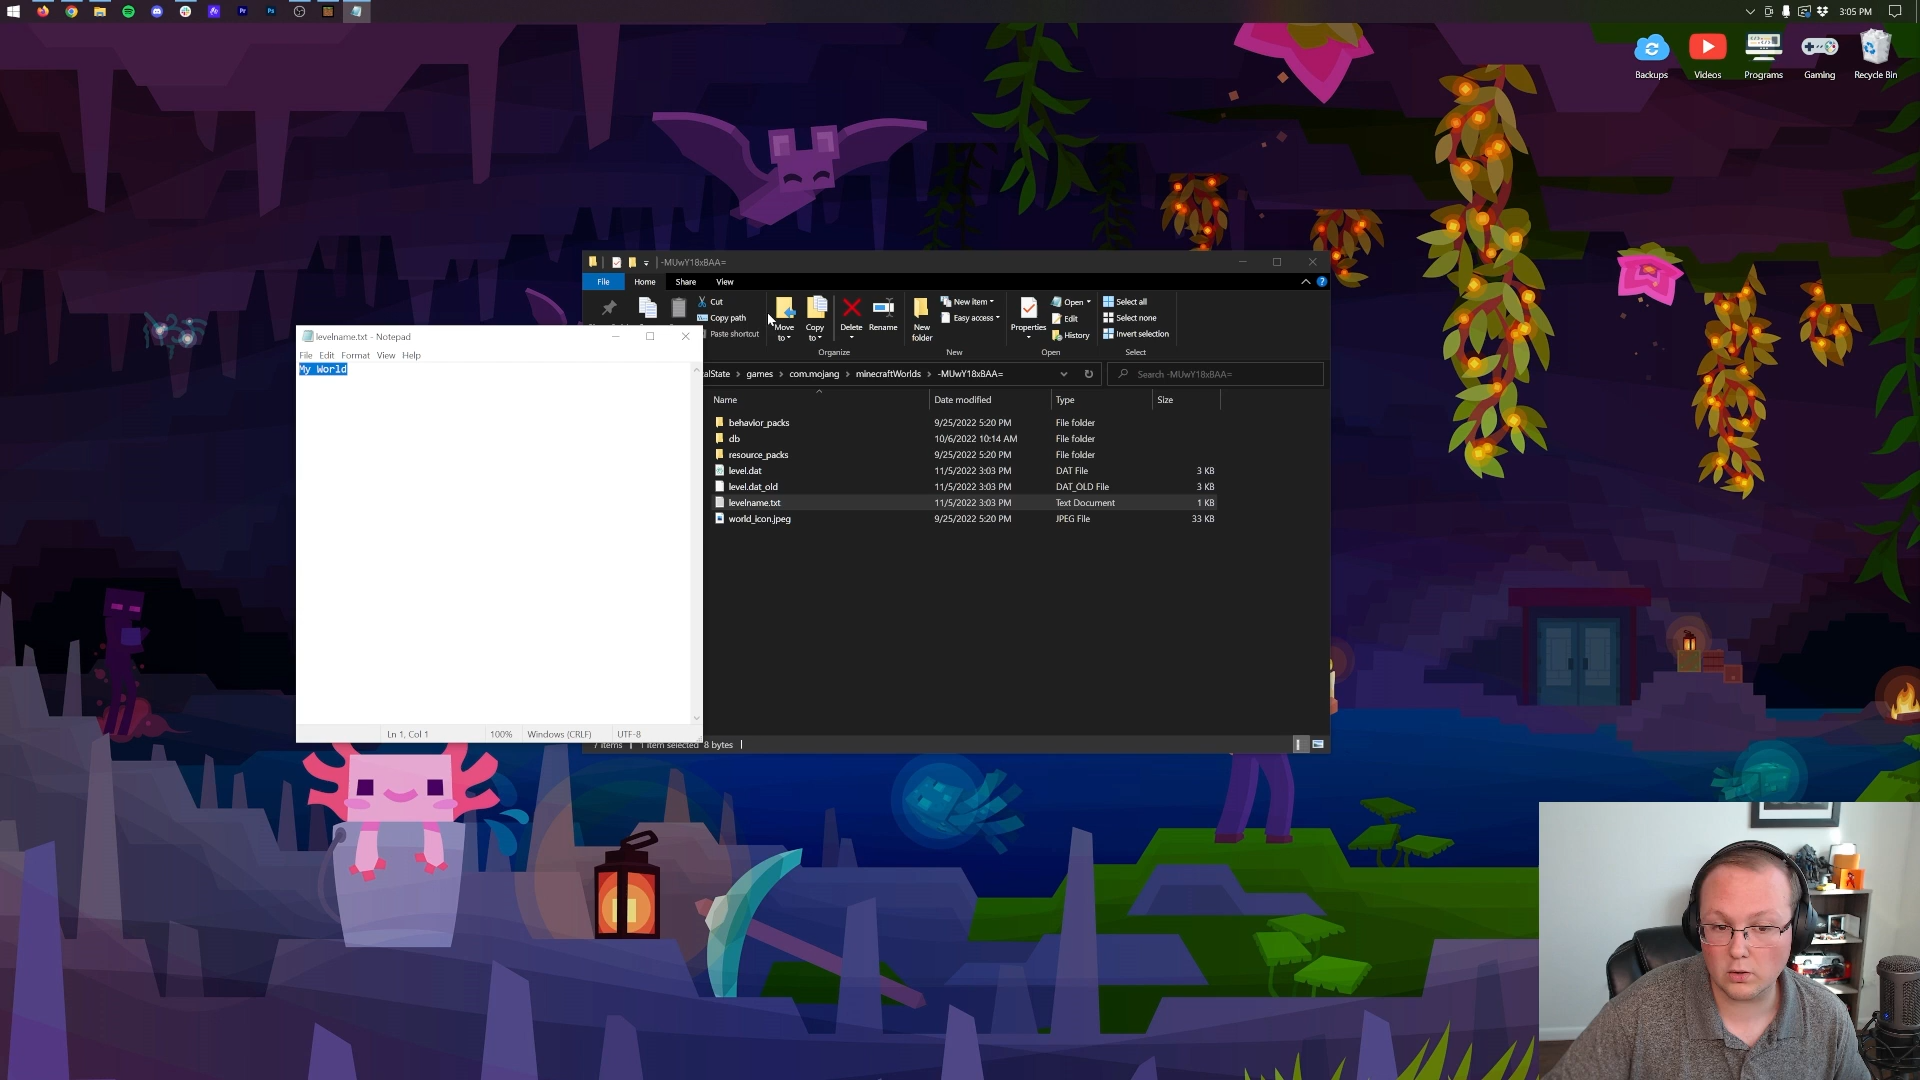 3:05 PM
Backups
Videos
Programs
Gaming
Recycle Bin
-MUwY18xBAA=
File
Home
Share
View
Cut
Copy path
Paste shortcut
Move to
Copy to
Delete
Rename
New folder
New item
Easy access
Properties
Open
Edit
History
Select all
Select none
Invert selection
Organize
New
Open
Select
levelname.txt - Notepad
File Edit Format View Help
My World
Ln 1, Col 1
100%
Windows (CRLF)
UTF-8
games > com.mojang > minecraftWorlds > -MUwY18xBAA=
Search -MUwY18xBAA=
Name Date modified Type Size
behavior_packs 9/25/2022 5:20 PM File folder
db 10/6/2022 10:14 AM File folder
resource_packs 9/25/2022 5:20 PM File folder
level.dat 11/5/2022 3:03 PM DAT File 3 KB
level.dat_old 11/5/2022 3:03 PM DAT_OLD File 3 KB
levelname.txt 11/5/2022 3:03 PM Text Document 1 KB
world_icon.jpeg 9/25/2022 5:20 PM JPEG File 33 KB
7 items 1 item selected 8 bytes